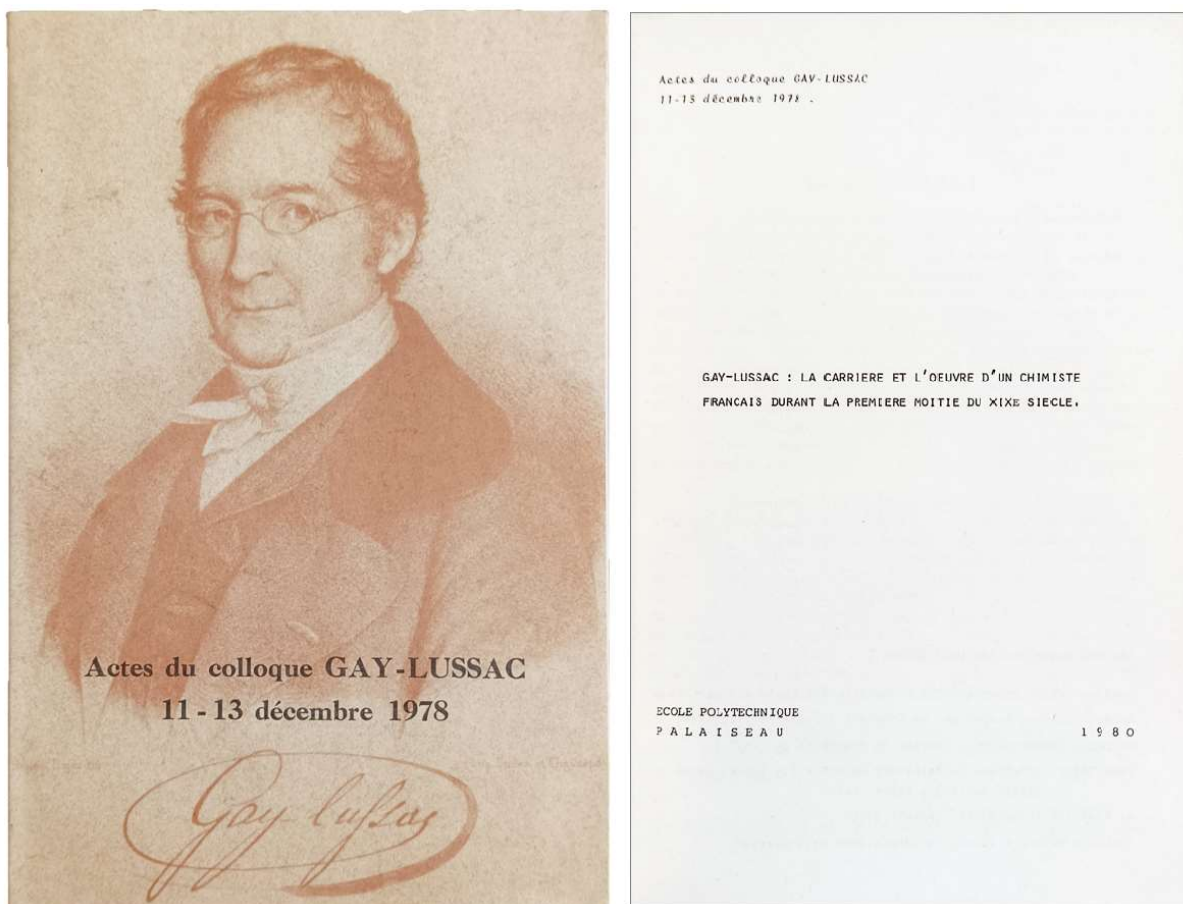 Actes du colloque GAY-LUSSAC
11-13 décembre 1978
Gay-Lussac
Actes du colloque GAY-LUSSAC
11-13 décembre 1978 .
GAY-LUSSAC : LA CARRIERE ET L'OEUVRE D'UN CHIMISTE
FRANCAIS DURANT LA PREMIERE MOITIE DU XIXE SIECLE.
ECOLE POLYTECHNIQUE
PALAISEAU 1980